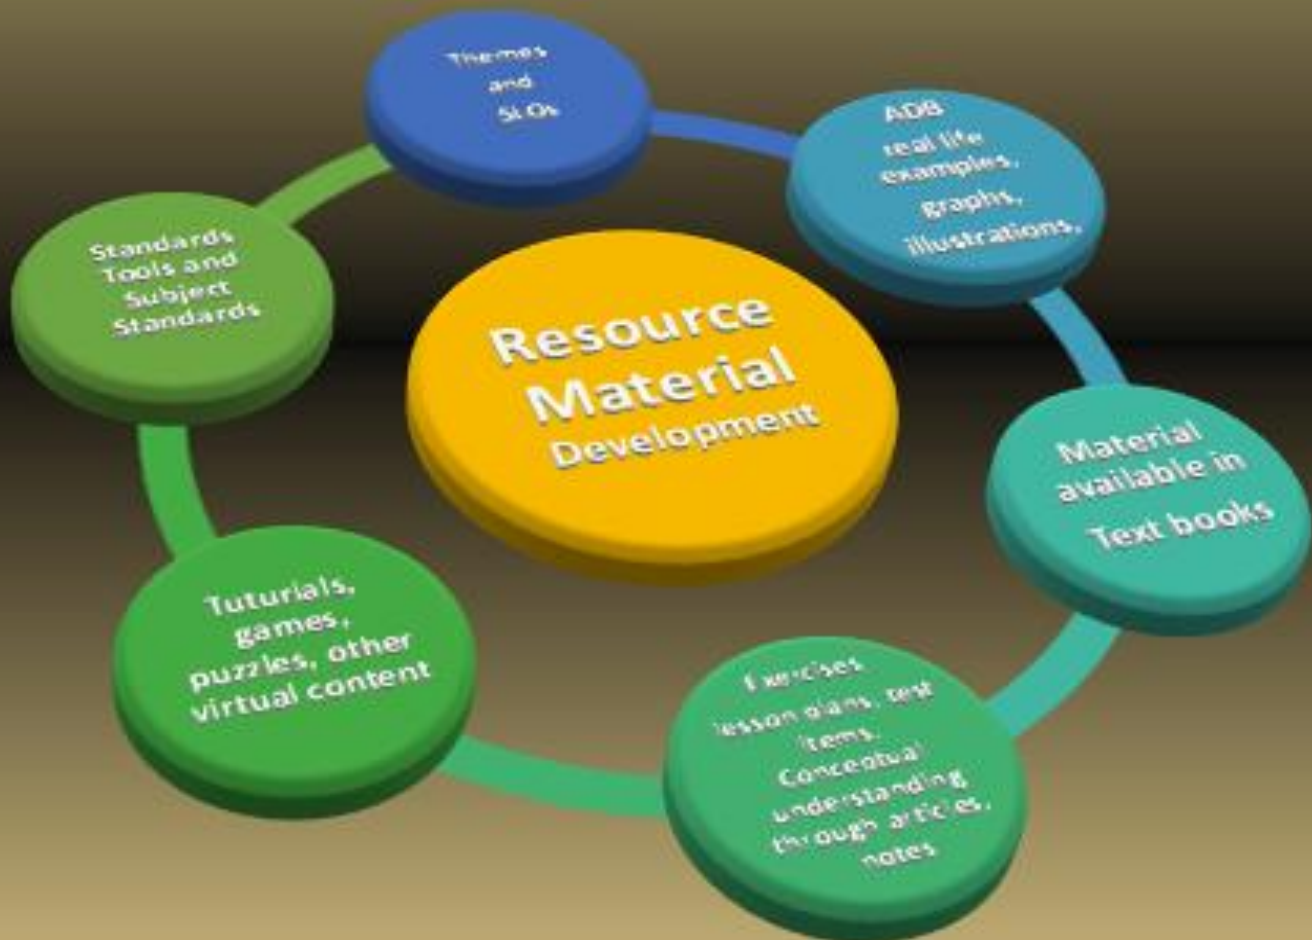 Themes
and
SLOs
ADB
real life
examples,
graphs,
illustrations,
Material
available in
Text books
Exercises
lesson plans, test
items.
Conceptual
understanding
through articles,
notes
Tuturials,
games,
puzzles, other
virtual content
Standards
Tools and
Subject
Standards
Resource
Material
Development